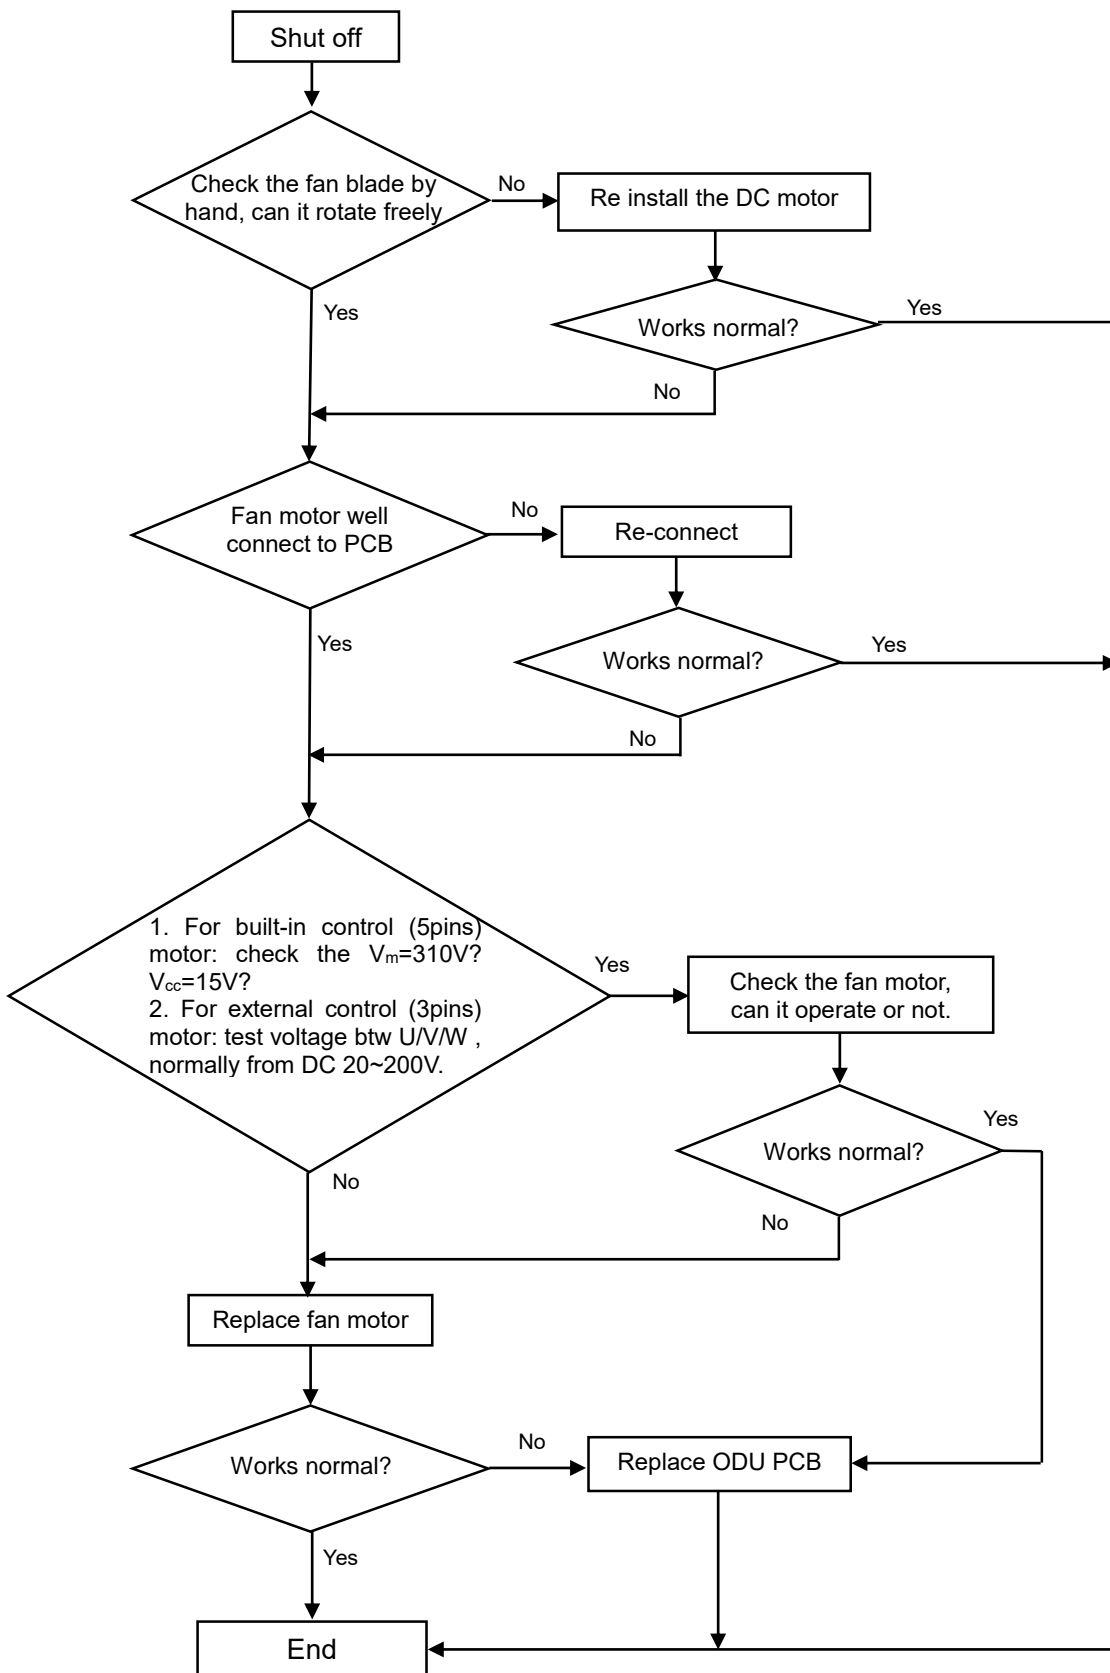 Shut off
Check the fan blade by
hand, can it rotate freely
No
Re install the DC motor
Yes
Works normal?
Yes
No
Fan motor well
connect to PCB
No
Re-connect
Yes
Works normal?
Yes
No
1. For built-in control (5pins)
motor: check the Vm=310V?
Vcc=15V?
2. For external control (3pins)
motor: test voltage btw U/V/W ,
normally from DC 20~200V.
Yes
Check the fan motor,
can it operate or not.
Works normal?
Yes
No
No
Replace fan motor
Works normal?
No
Replace ODU PCB
Yes
End